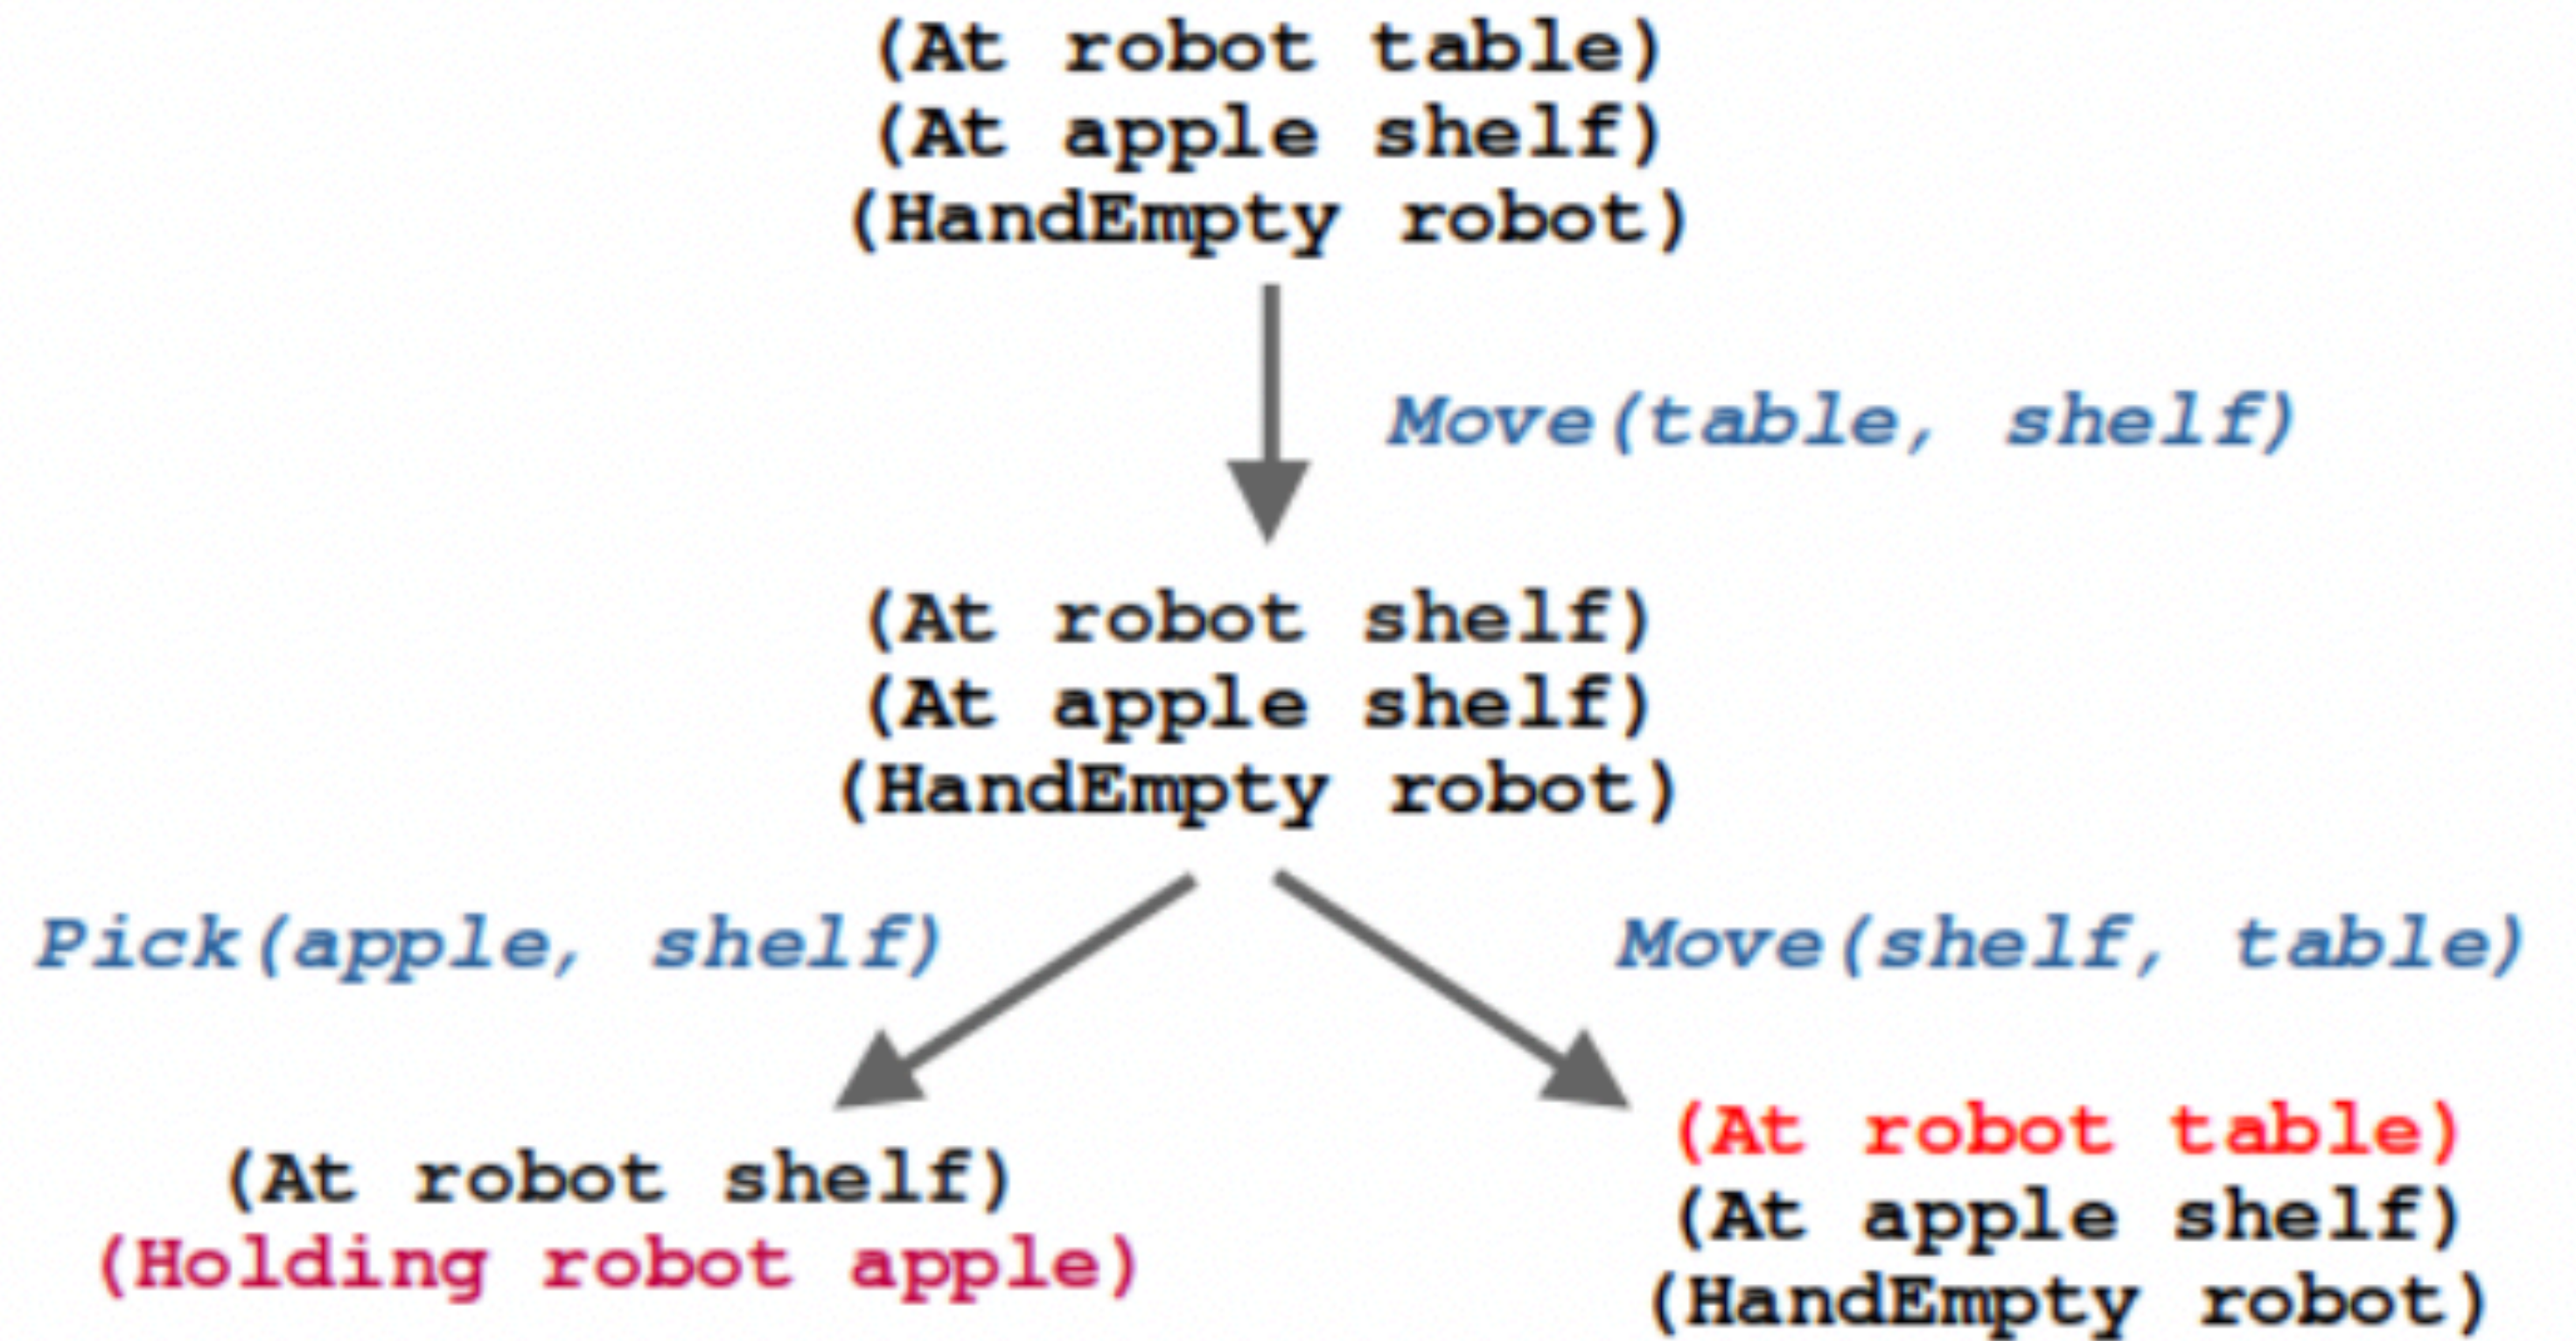 (At robot table)
(At apple shelf)
(HandEmpty robot)
Move(table, shelf)
(At robot shelf)
(At apple shelf)
(HandEmpty robot)
Pick(apple, shelf)
Move(shelf, table)
(At robot shelf)
(Holding robot apple)
(At robot table)
(At apple shelf)
(HandEmpty robot)